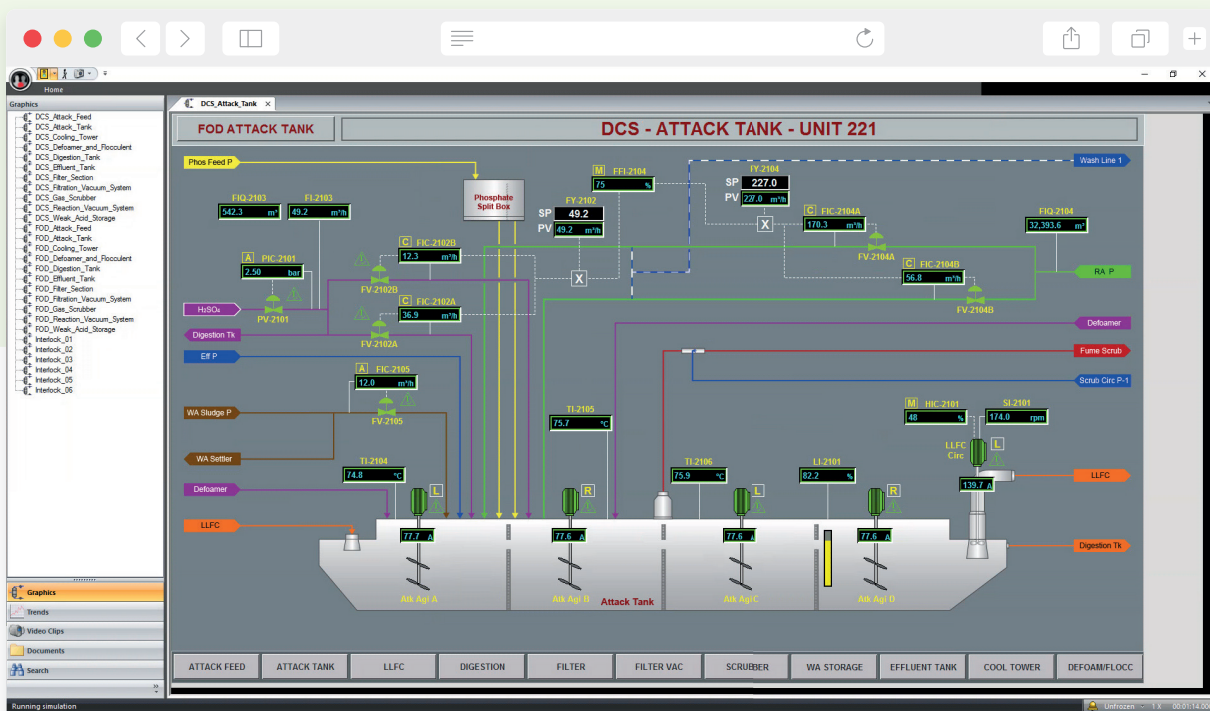 Home
Graphics
DCS_Attack_Feed
DCS_Attack_Tank
DCS_Cooling_Tower
DCS_Defoamer_and_Flocculent
DCS_Digestion_Tank
DCS_Effluent_Tank
DCS_Filter_Section
DCS_Filtration_Vacuum_System
DCS_Gas_Scrubber
DCS_Reaction_Vacuum_System
DCS_Weak_Acid_Storage
FOD_Attack_Feed
FOD_Attack_Tank
FOD_Cooling_Tower
FOD_Defoamer_and_Flocculent
FOD_Digestion_Tank
FOD_Effluent_Tank
FOD_Filter_Section
FOD_Filtration_Vacuum_System
FOD_Gas_Scrubber
FOD_Reaction_Vacuum_System
FOD_Weak_Acid_Storage
Interlock_01
Interlock_02
Interlock_03
Interlock_04
Interlock_05
Interlock_06
Graphics
Trends
Video Clips
Documents
Search
DCS_Attack_Tank
FOD ATTACK TANK
DCS - ATTACK TANK - UNIT 221
Phos Feed P
Wash Line 1
M FFI-2104
75 %
FY-2104
SP 227.0
PV 227.0 m³/h
Phosphate
Split Box
FY-2102
SP 49.2
PV 49.2 m³/h
X
X
FIQ-2103
542.3 m³
FI-2103
49.2 m³/h
C FIC-2104A
170.3 m³/h
FV-2104A
FIQ-2104
32,393.6 m³
C FIC-2102B
12.3 m³/h
FV-2102B
A PIC-2101
2.50 bar
PV-2101
C FIC-2104B
56.8 m³/h
FV-2104B
RA P
H₂SO₄
C FIC-2102A
36.9 m³/h
FV-2102A
Digestion Tk
Defoamer
Eff P
Fume Scrub
A FIC-2105
12.0 m³/h
FV-2105
Scrub Circ P-1
WA Sludge P
TI-2105
75.7 °C
M HIC-2101
48 %
SI-2101
174.0 rpm
WA Settler
TI-2104
74.8 °C
TI-2106
75.9 °C
LI-2101
82.2 %
LLFC
Circ
L
139.7 A
LLFC
Defoamer
L
R
L
R
LLFC
77.7 A
77.6 A
77.6 A
77.6 A
Digestion Tk
Atk Agi A
Atk Agi B
Attack Tank
Atk Agi C
Atk Agi D
ATTACK FEED
ATTACK TANK
LLFC
DIGESTION
FILTER
FILTER VAC
SCRUBBER
WA STORAGE
EFFLUENT TANK
COOL TOWER
DEFOAM/FLOCC
Running simulation
Unfrozen - 1 X 00:01:14.000